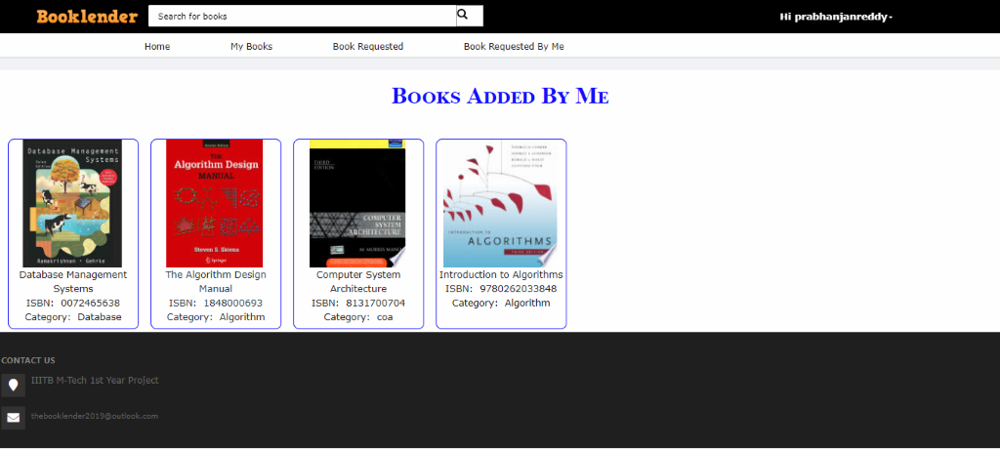 Booklender
Search for books
Hi prabhanjanreddy
Home
My Books
Book Requested
Book Requested By Me
Books Added By Me
Database Management
Systems
Ramakrishnan · Gehrke
Database Management
Systems
ISBN: 0072465638
Category: Database
THE
Algorithm Design
MANUAL
Steven S. Skiena
Springer
The Algorithm Design
Manual
ISBN: 1848000693
Category: Algorithm
THIRD
EDITION
COMPUTER
SYSTEM
ARCHITECTURE
M. MORRIS MANO
Computer System
Architecture
ISBN: 8131700704
Category: coa
INTRODUCTION TO
ALGORITHMS
THIRD EDITION
Introduction to Algorithms
ISBN: 9780262033848
Category: Algorithm
CONTACT US
IIITB M-Tech 1st Year Project
thebooklender2019@outlook.com